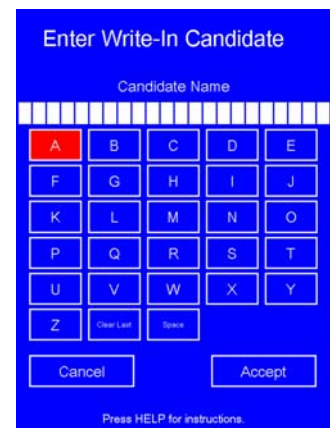 Enter Write-In Candidate
Candidate Name
A B C D E
F G H I J
K L M N O
P Q R S T
U V W X Y
Z Clear Last Space
Cancel Accept
Press HELP for instructions.